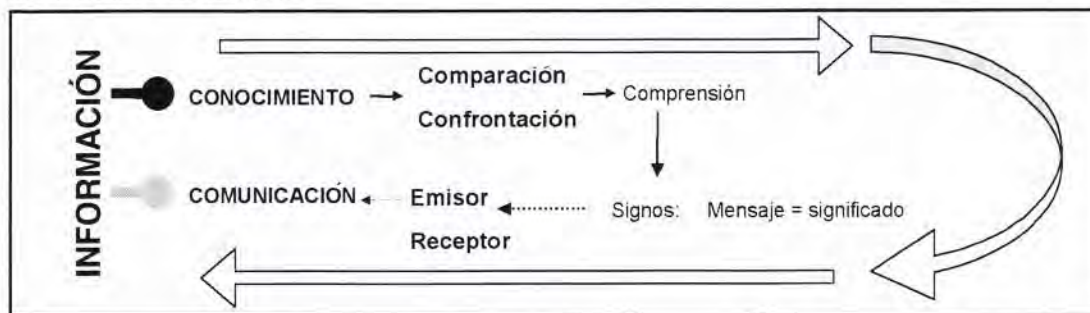 INFORMACIÓN
CONOCIMIENTO
Comparación
Confrontación
Comprensión
COMUNICACIÓN
Emisor
Receptor
Signos: Mensaje = significado